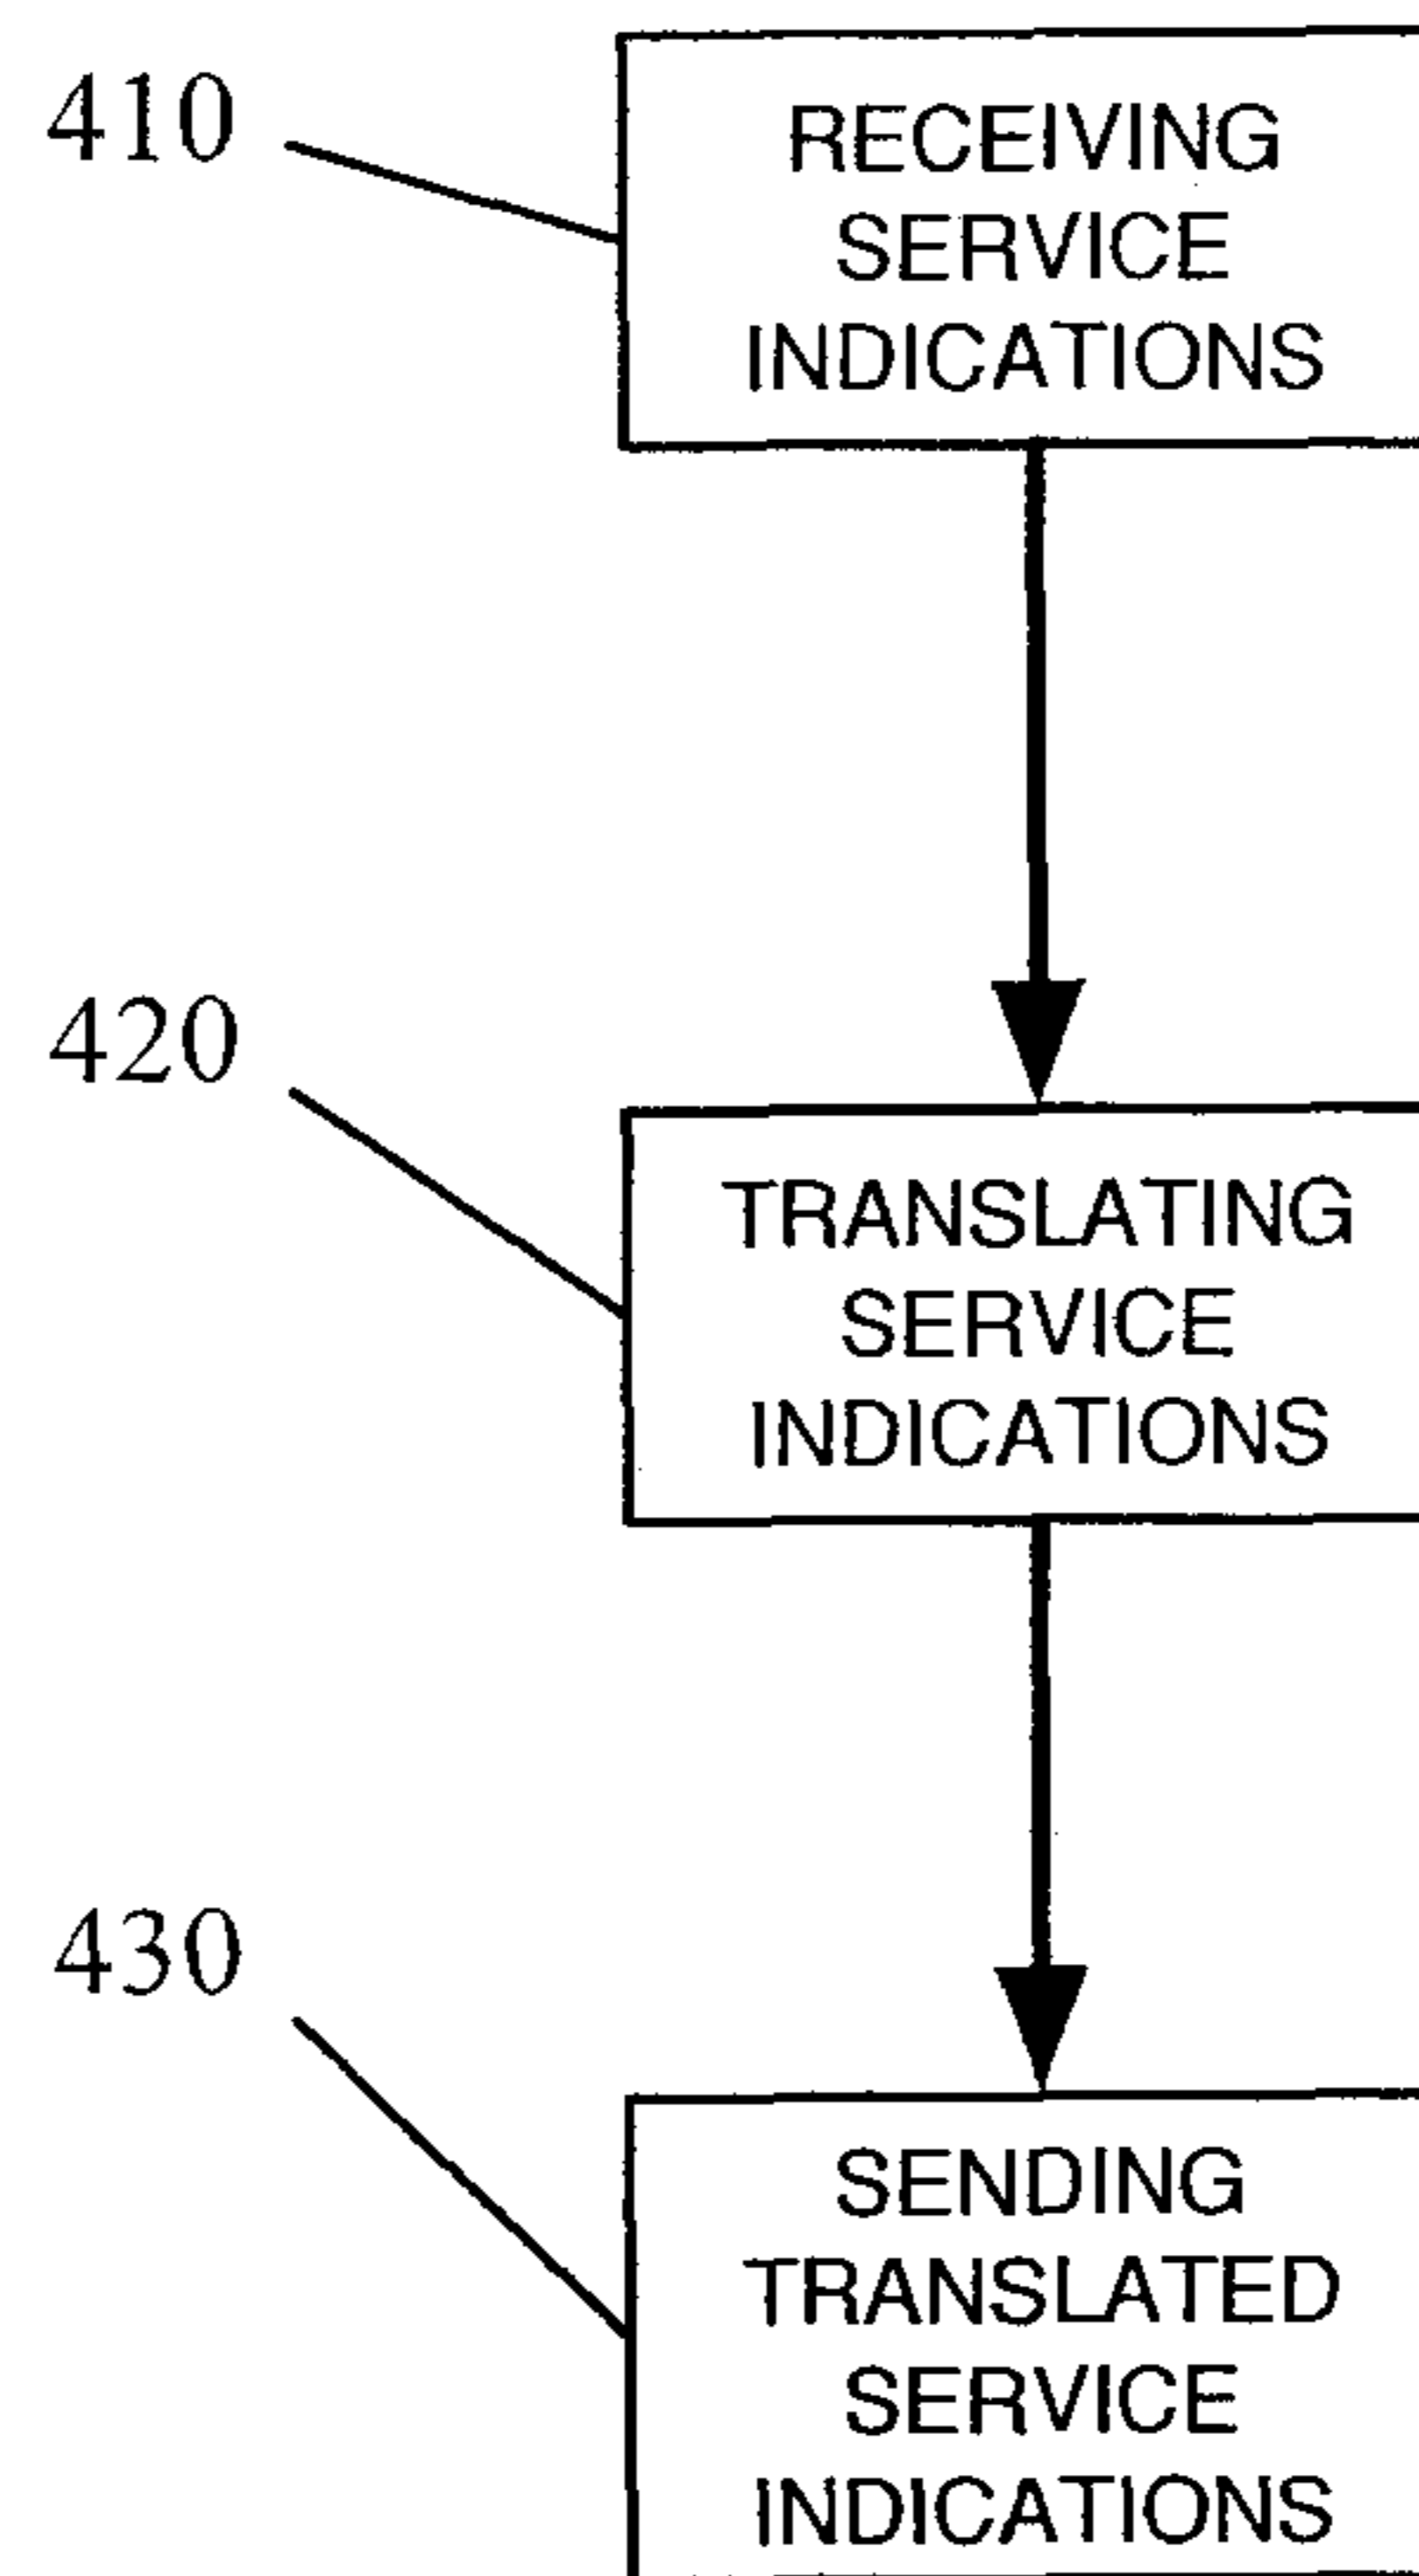 410
RECEIVING
SERVICE
INDICATIONS
420
TRANSLATING
SERVICE
INDICATIONS
430
SENDING
TRANSLATED
SERVICE
INDICATIONS